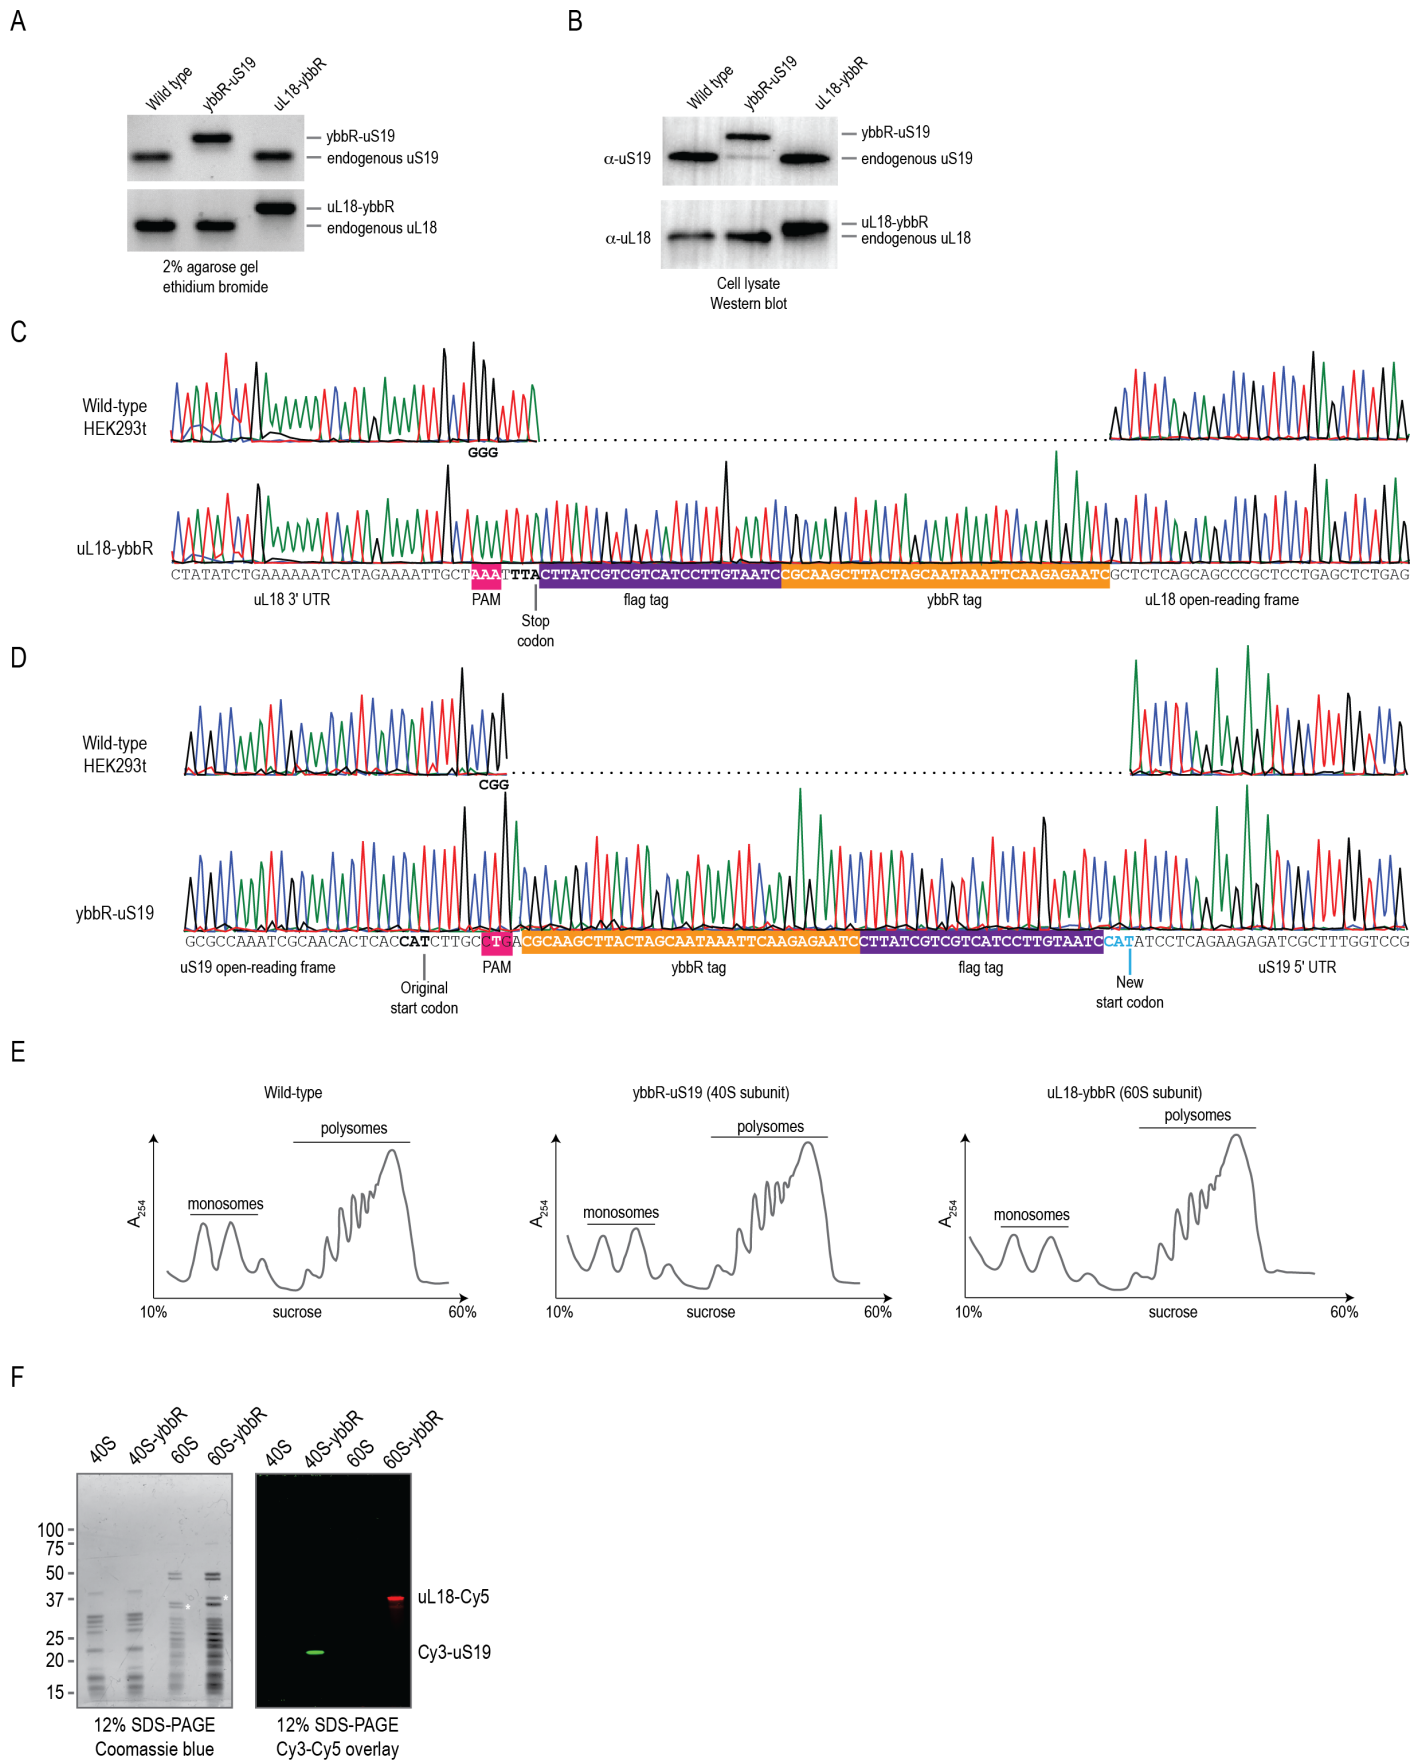 A
Wild type
ybbR-uS19
uL18-ybbR
ybbR-uS19
endogenous uS19
uL18-ybbR
endogenous uL18
2% agarose gel
ethidium bromide
B
Wild type
ybbR-uS19
uL18-ybbR
α-uS19
ybbR-uS19
endogenous uS19
α-uL18
uL18-ybbR
endogenous uL18
Cell lysate
Western blot
C
Wild-type
HEK293t
GGG
uL18-ybbR
CTATATCTGAAAAAATCATAGAAAATTGCTAAATTTACTTATCGTCGTCATCCTTGTAATCCGCAAGCTTACTAGCAATAAATTCAAGAGAATCGCTCTCAGCAGCCCGCTCCTGAGCTCTGAG
uL18 3' UTR
PAM
flag tag
ybbR tag
uL18 open-reading frame
Stop
codon
D
Wild-type
HEK293t
CGG
ybbR-uS19
GCGCCAAATCGCAACACTCACCATCTTGCCTGACGCAAGCTTACTAGCAATAAATTCAAGAGAATCCTTATCGTCGTCATCCTTGTAATCCATATCCTCAGAAGAGATCGCTTTGGTCCG
uS19 open-reading frame
PAM
ybbR tag
flag tag
uS19 5' UTR
Original
start codon
New
start codon
E
Wild-type
polysomes
monosomes
A254
10%
sucrose
60%
ybbR-uS19 (40S subunit)
polysomes
monosomes
A254
10%
sucrose
60%
uL18-ybbR (60S subunit)
polysomes
monosomes
A254
10%
sucrose
60%
F
40S
40S-ybbR
60S
60S-ybbR
40S
40S-ybbR
60S
60S-ybbR
100
75
50
37
25
20
15
*
*
uL18-Cy5
Cy3-uS19
12% SDS-PAGE
Coomassie blue
12% SDS-PAGE
Cy3-Cy5 overlay